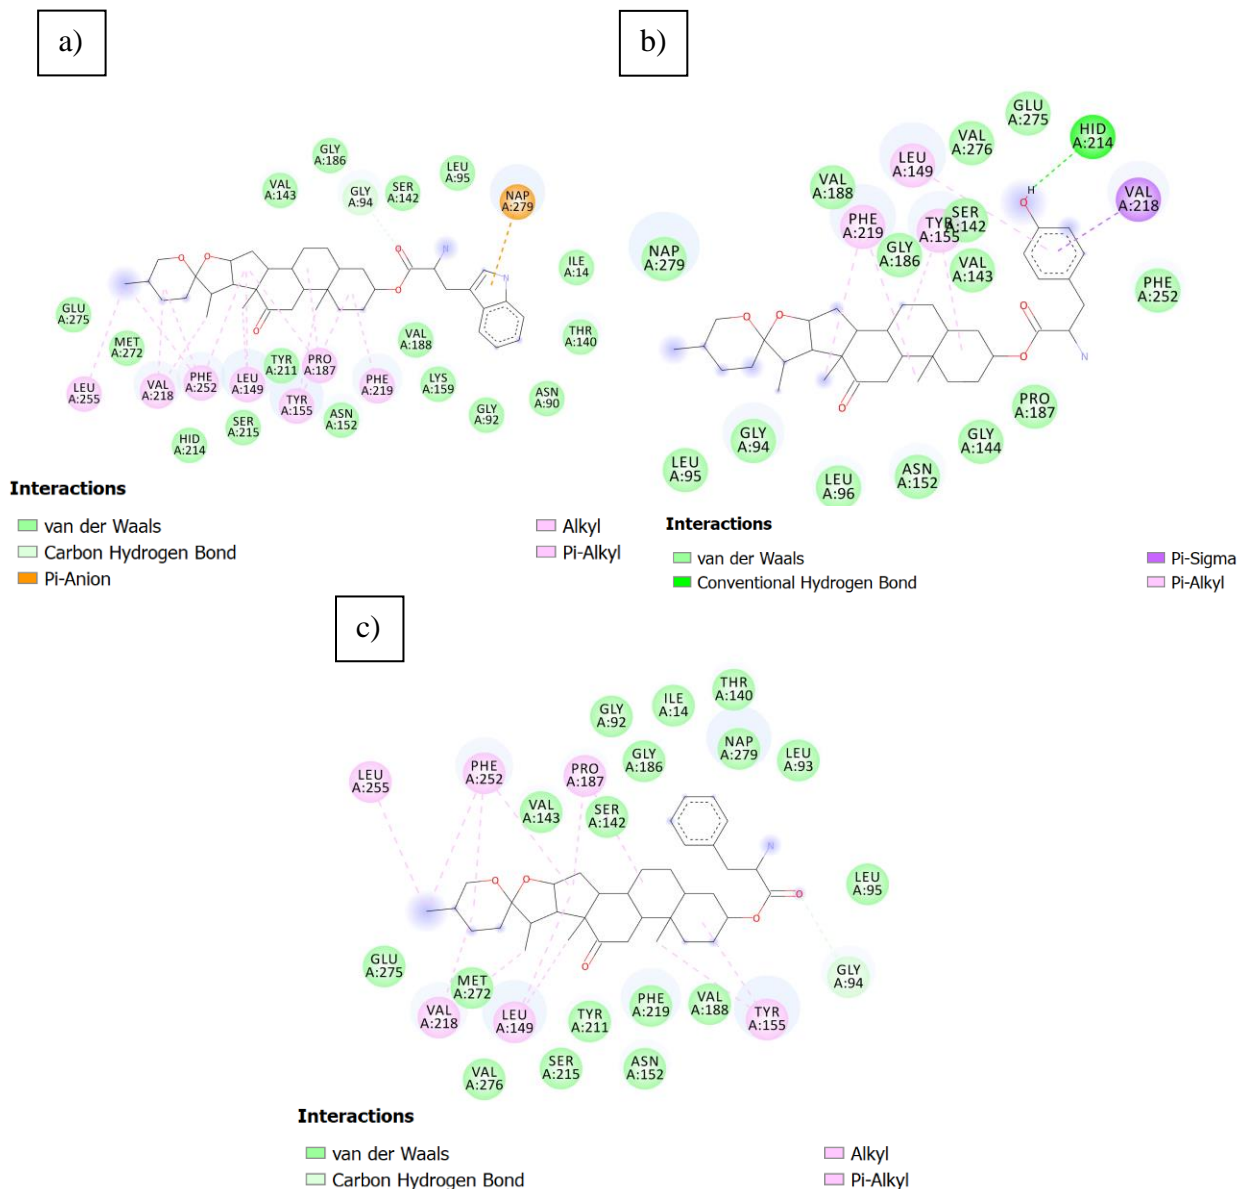 a)
GLY
A:186
LEU
A:95
VAL
A:143
GLY
A:94
SER
A:142
NAP
A:279
ILE
A:14
GLU
A:275
MET
A:272
VAL
A:188
THR
A:140
LEU
A:255
VAL
A:218
PHE
A:252
LEU
A:149
TYR
A:211
PRO
A:187
TYR
A:155
PHE
A:219
LYS
A:159
ASN
A:90
GLY
A:92
HID
A:214
SER
A:215
ASN
A:152
O
O
O
O
O
N
N
Interactions
van der Waals
Carbon Hydrogen Bond
Pi-Anion
Alkyl
Pi-Alkyl
b)
GLU
A:275
HID
A:214
VAL
A:276
LEU
A:149
VAL
A:188
VAL
A:218
PHE
A:219
TYR
A:155
SER
A:142
NAP
A:279
GLY
A:186
VAL
A:143
PHE
A:252
H
O
O
O
O
O
O
N
PRO
A:187
GLY
A:94
GLY
A:144
LEU
A:95
LEU
A:96
ASN
A:152
Interactions
van der Waals
Conventional Hydrogen Bond
Pi-Sigma
Pi-Alkyl
c)
THR
A:140
ILE
A:14
GLY
A:92
NAP
A:279
LEU
A:93
GLY
A:186
LEU
A:255
PHE
A:252
PRO
A:187
VAL
A:143
SER
A:142
LEU
A:95
N
O
O
O
O
O
GLU
A:275
MET
A:272
VAL
A:218
LEU
A:149
TYR
A:211
PHE
A:219
VAL
A:188
TYR
A:155
GLY
A:94
VAL
A:276
SER
A:215
ASN
A:152
Interactions
van der Waals
Carbon Hydrogen Bond
Alkyl
Pi-Alkyl